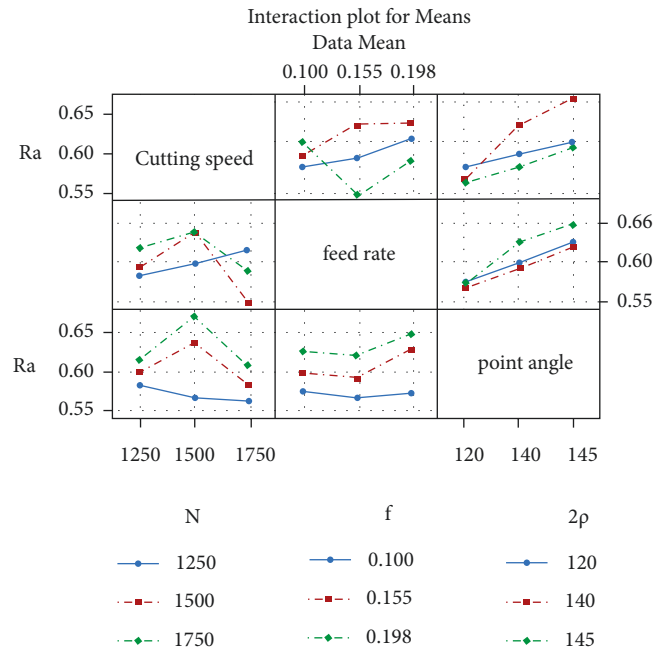 Interaction plot for Means
Data Mean
0.100 0.155 0.198
0.65
Ra 0.60 Cutting speed
0.55
0.66
feed rate 0.60
0.55
0.65
Ra 0.60 point angle
0.55
1250 1500 1750 120 140 145
N f 2ρ
1250 0.100 120
1500 0.155 140
1750 0.198 145